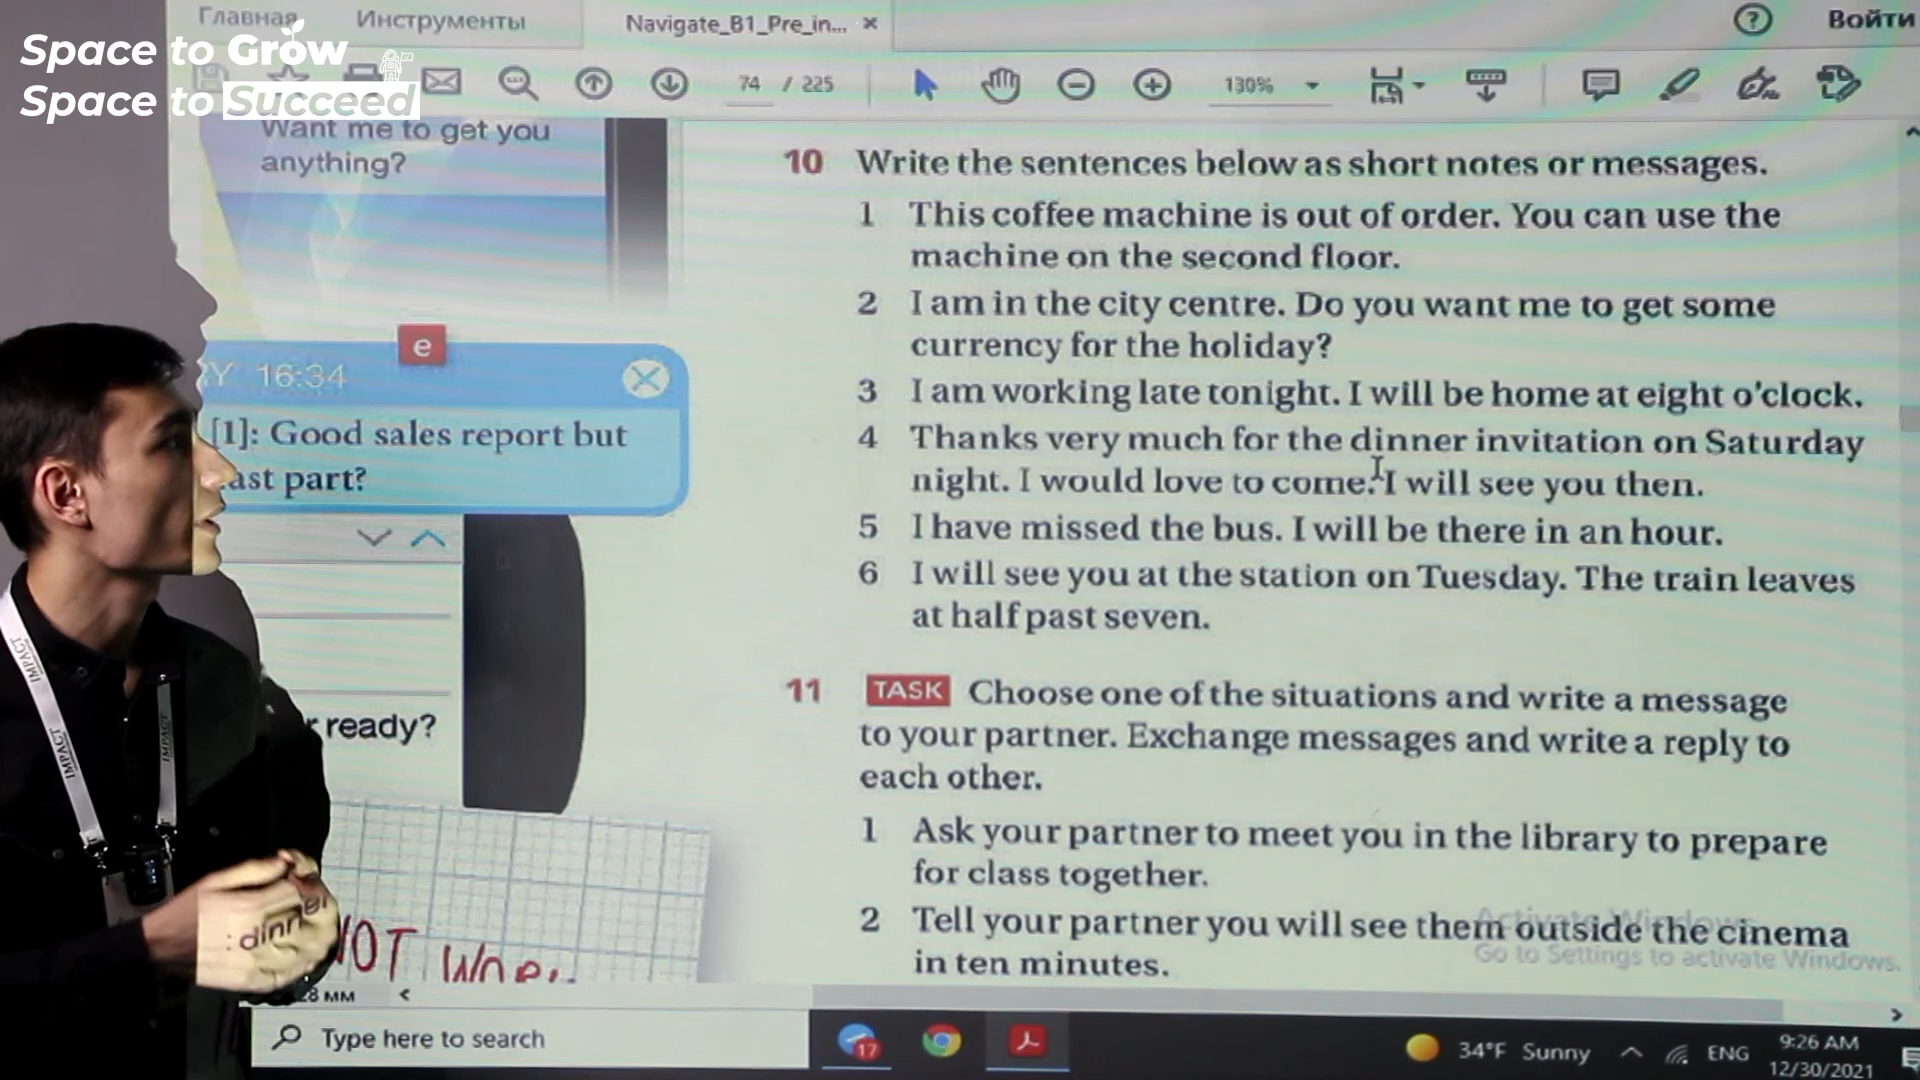 Главная
Инструменты
Navigate_B1_Pre_in... ×
? Войти
Space to Grow
Space to Succeed
74 / 225
130%
Want me to get you
anything?
e
16:34
[1]: Good sales report but
ast part?
r ready?
:dinner
NOT
10 Write the sentences below as short notes or messages.
1 This coffee machine is out of order. You can use the
machine on the second floor.
2 I am in the city centre. Do you want me to get some
currency for the holiday?
3 I am working late tonight. I will be home at eight o'clock.
4 Thanks very much for the dinner invitation on Saturday
night. I would love to come. I will see you then.
5 I have missed the bus. I will be there in an hour.
6 I will see you at the station on Tuesday. The train leaves
at half past seven.
11 TASK Choose one of the situations and write a message
to your partner. Exchange messages and write a reply to
each other.
1 Ask your partner to meet you in the library to prepare
for class together.
2 Tell your partner you will see them outside the cinema
in ten minutes.
Activate Windows
Go to Settings to activate Windows.
IMPACT
IMPACT
IMPACT
8 мм
Type here to search
17
34°F Sunny
ENG
9:26 AM
12/30/2021